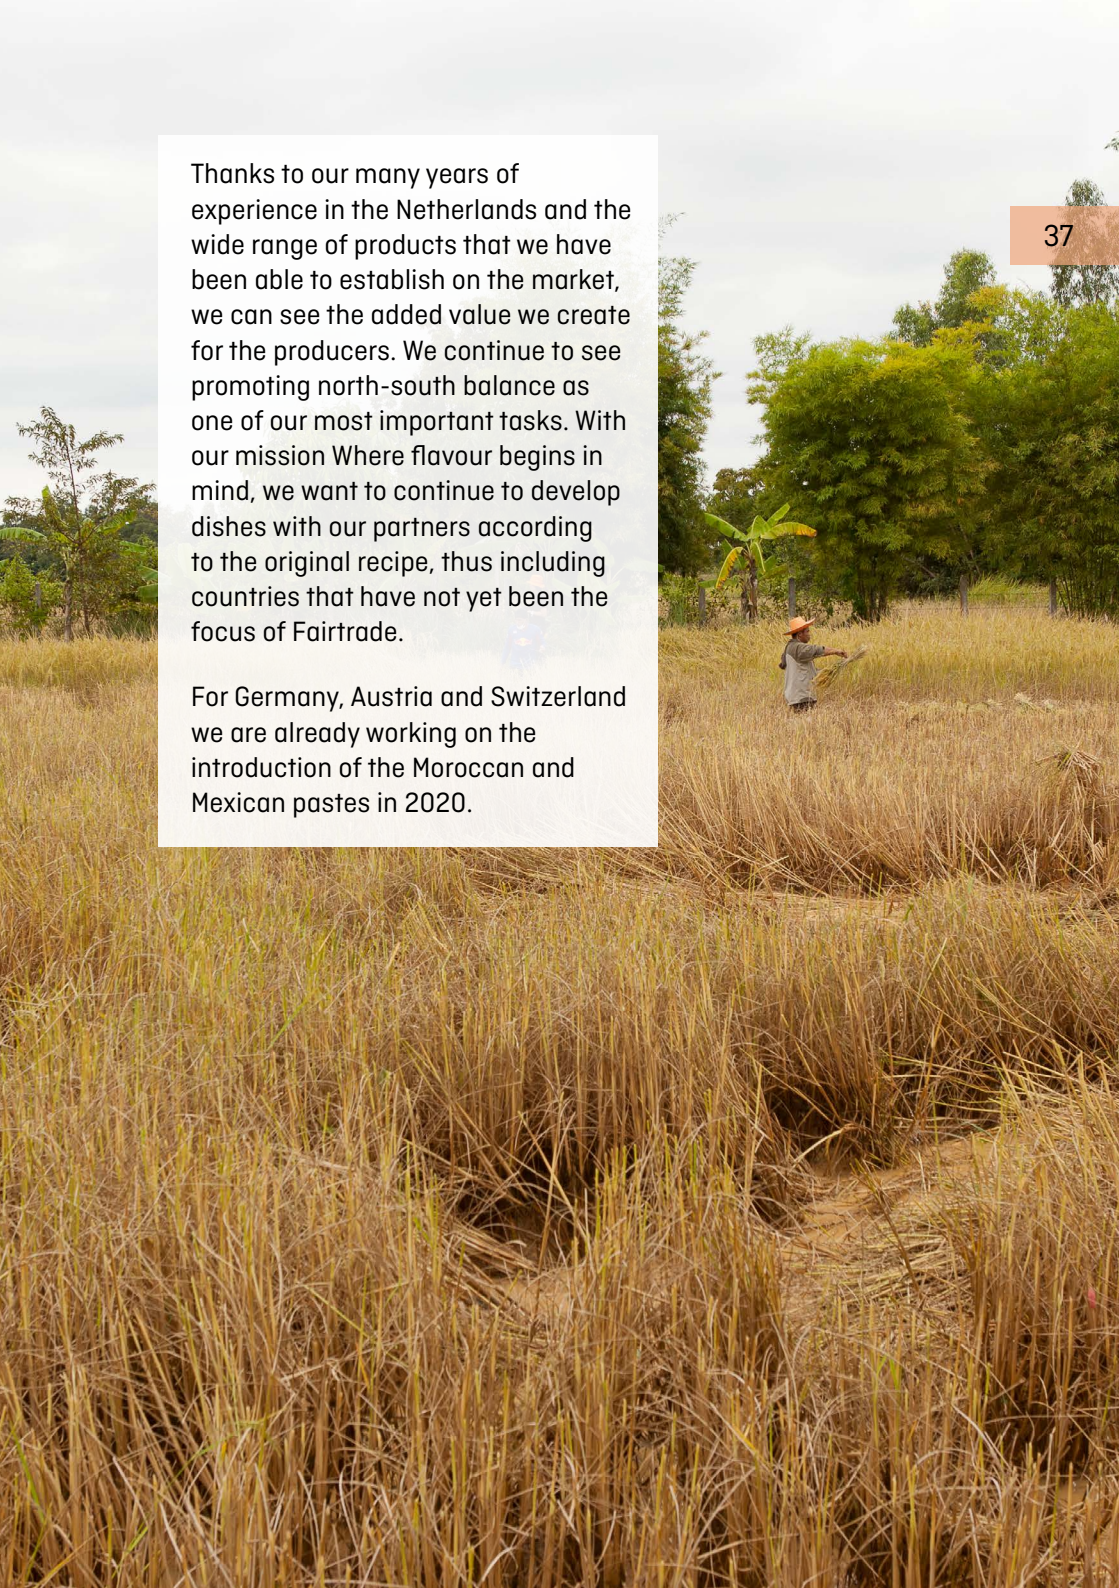 Thanks to our many years of
experience in the Netherlands and the
wide range of products that we have
been able to establish on the market,
we can see the added value we create
for the producers. We continue to see
promoting north-south balance as
one of our most important tasks. With
our mission Where flavour begins in
mind, we want to continue to develop
dishes with our partners according
to the original recipe, thus including
countries that have not yet been the
focus of Fairtrade.
For Germany, Austria and Switzerland
we are already working on the
introduction of the Moroccan and
Mexican pastes in 2020.
37